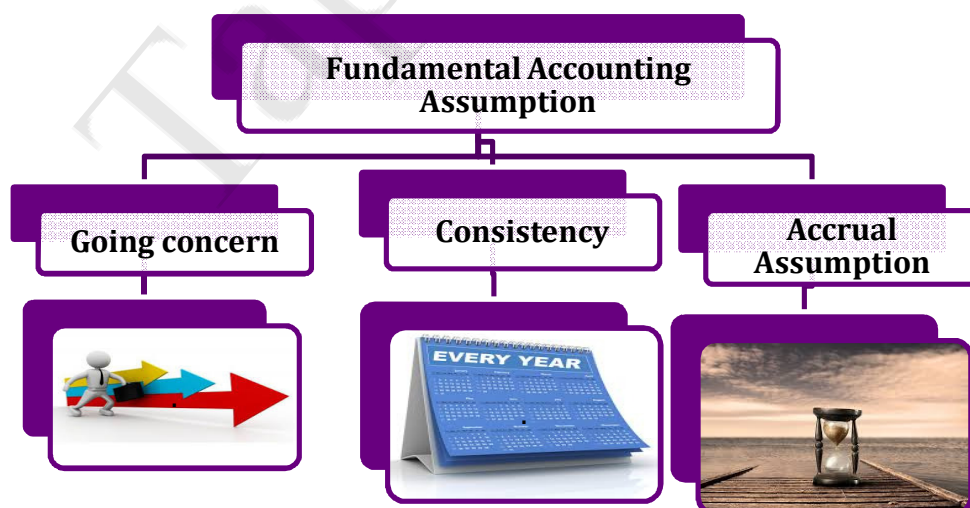 Fundamental Accounting
Assumption
Going concern
Consistency
Accrual
Assumption
EVERY YEAR